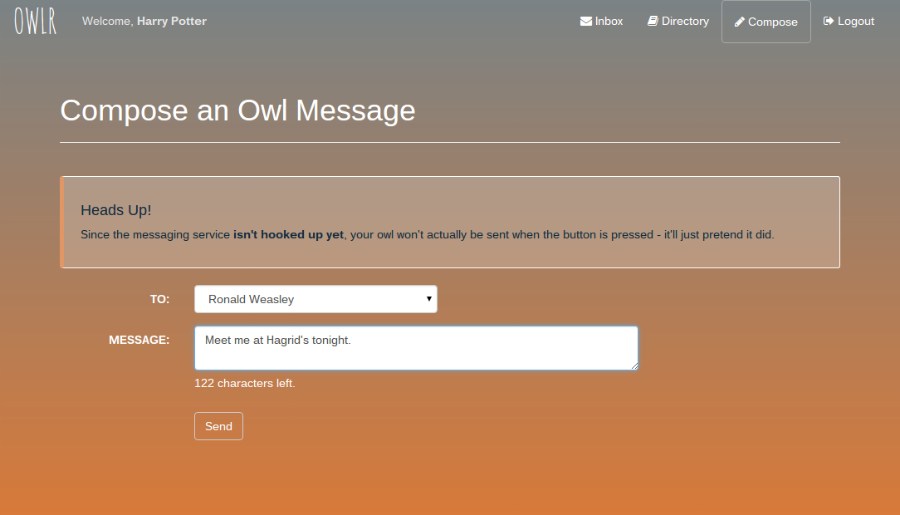 OWLR Welcome, Harry Potter Inbox Directory Compose Logout
Compose an Owl Message
Heads Up!
Since the messaging service isn't hooked up yet, your owl won't actually be sent when the button is pressed - it'll just pretend it did.
TO: Ronald Weasley
MESSAGE: Meet me at Hagrid's tonight.
122 characters left.
Send